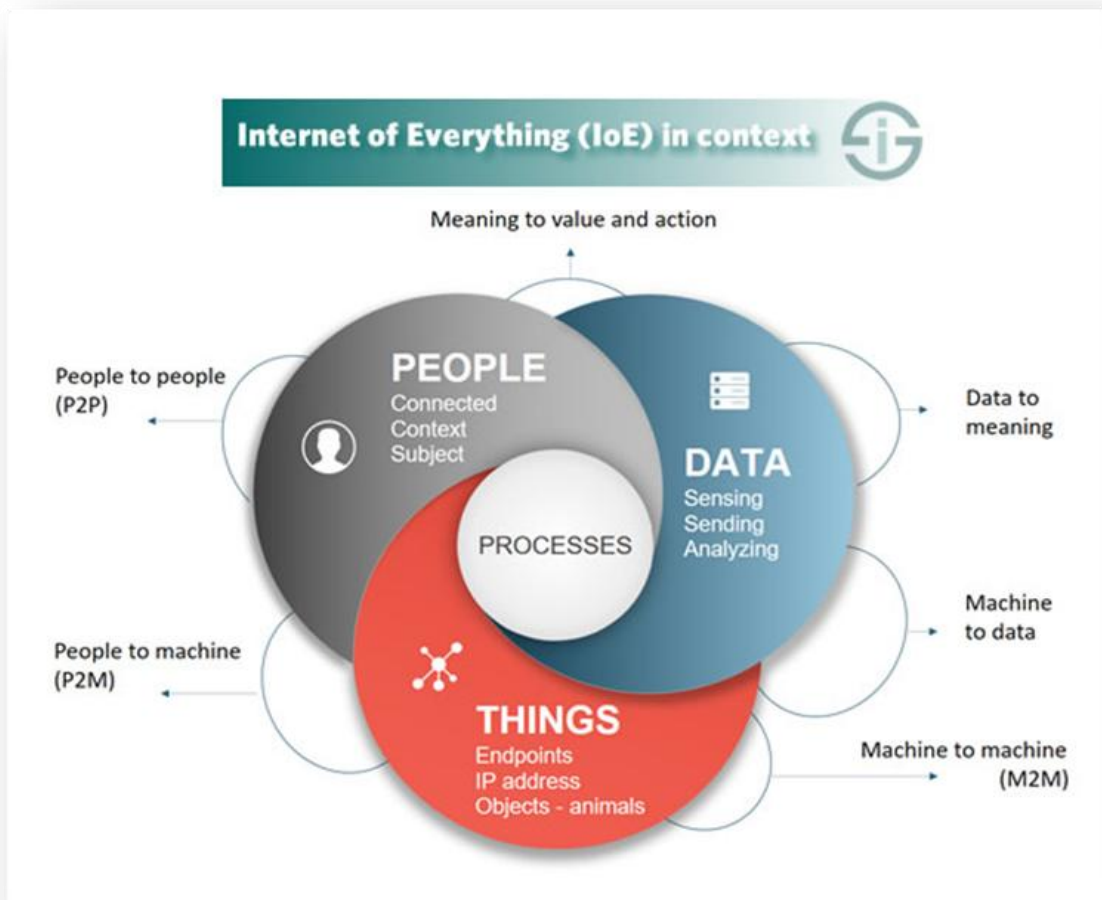 Internet of Everything (IoE) in context
Meaning to value and action
People to people
(P2P)
PEOPLE
Connected
Context
Subject
DATA
Sensing
Sending
Analyzing
Data to
meaning
PROCESSES
Machine
to data
People to machine
(P2M)
THINGS
Endpoints
IP address
Objects - animals
Machine to machine
(M2M)